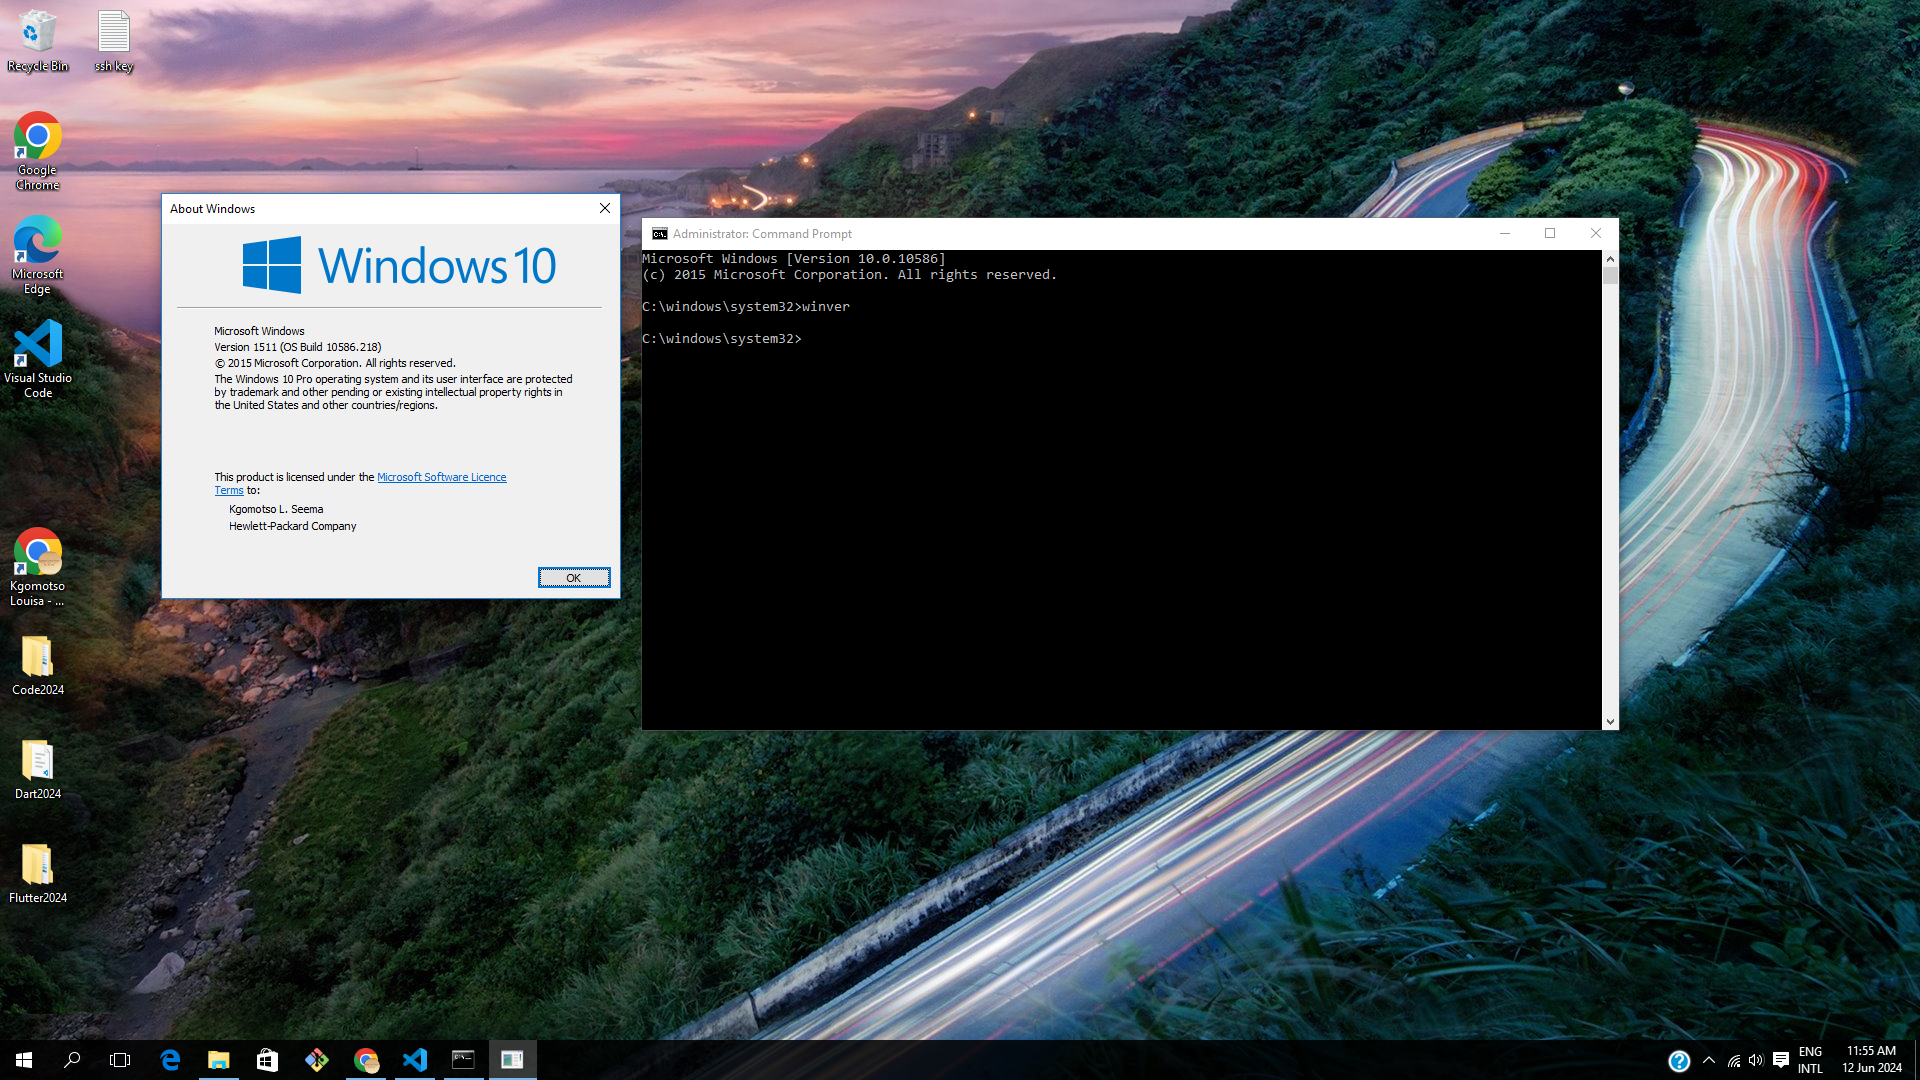 Recycle Bin
ssh key
Google
Chrome
Microsoft
Edge
Visual Studio
Code
Kgomotso
Louisa - ...
Code2024
Dart2024
Flutter2024
About Windows
Windows 10
Microsoft Windows
Version 1511 (OS Build 10586.218)
© 2015 Microsoft Corporation. All rights reserved.
The Windows 10 Pro operating system and its user interface are protected
by trademark and other pending or existing intellectual property rights in
the United States and other countries/regions.
This product is licensed under the Microsoft Software Licence
Terms to:
Kgomotso L. Seema
Hewlett-Packard Company
OK
Administrator: Command Prompt
Microsoft Windows [Version 10.0.10586]
(c) 2015 Microsoft Corporation. All rights reserved.
C:\windows\system32>winver
C:\windows\system32>
ENG
INTL
11:55 AM
12 Jun 2024